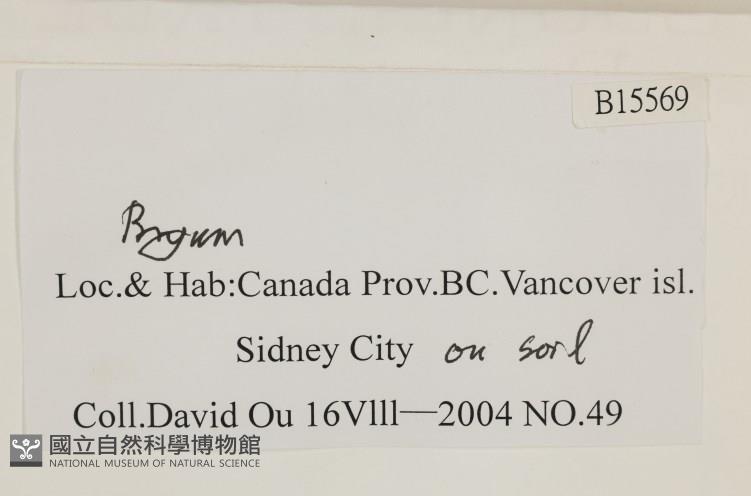 B15569
Bryum
Loc.& Hab:Canada Prov.BC.Vancover isl.
Sidney City on soil
Coll.David Ou 16Vlll—2004 NO.49
國立自然科學博物館
NATIONAL MUSEUM OF NATURAL SCIENCE